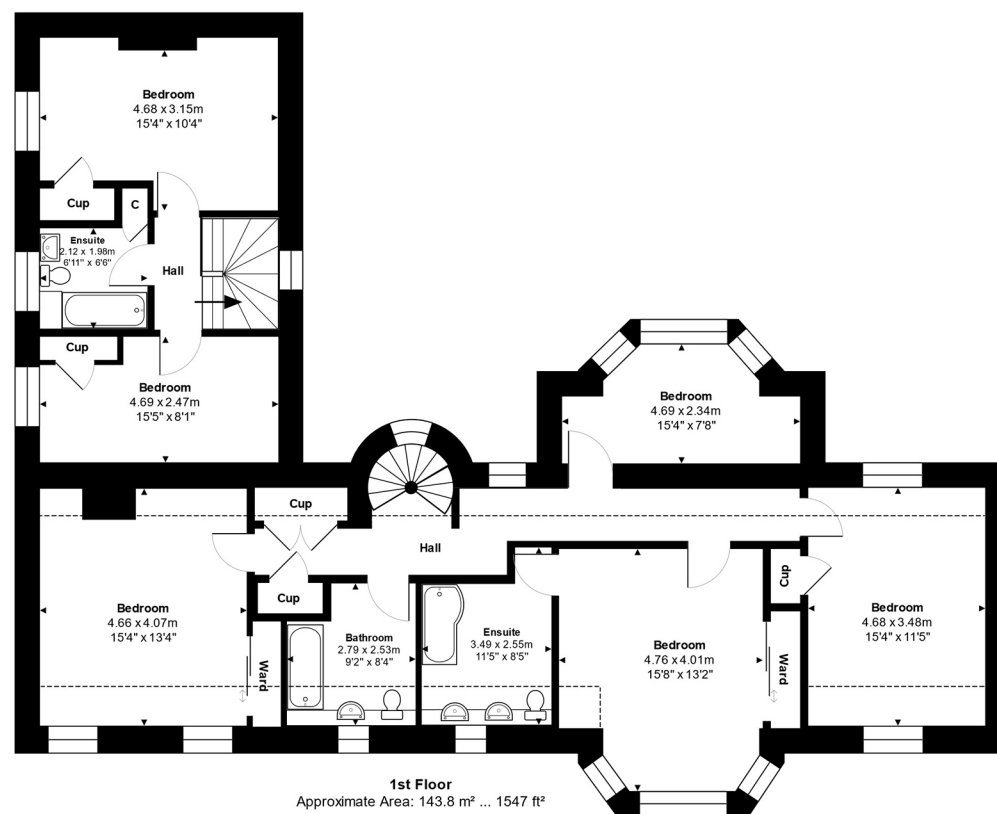 Bedroom
4.68 x 3.15m
15'4" x 10'4"
Cup
C
Ensuite
2.12 x 1.98m
6'11" x 6'6"
Hall
Cup
Bedroom
4.69 x 2.47m
15'5" x 8'1"
Bedroom
4.69 x 2.34m
15'4" x 7'8"
Cup
Hall
Cup
Cup
Bedroom
4.66 x 4.07m
15'4" x 13'4"
Ward
Bathroom
2.79 x 2.53m
9'2" x 8'4"
Ensuite
3.49 x 2.55m
11'5" x 8'5"
Bedroom
4.76 x 4.01m
15'8" x 13'2"
Ward
Bedroom
4.68 x 3.48m
15'4" x 11'5"
1st Floor
Approximate Area: 143.8 m² ... 1547 ft²